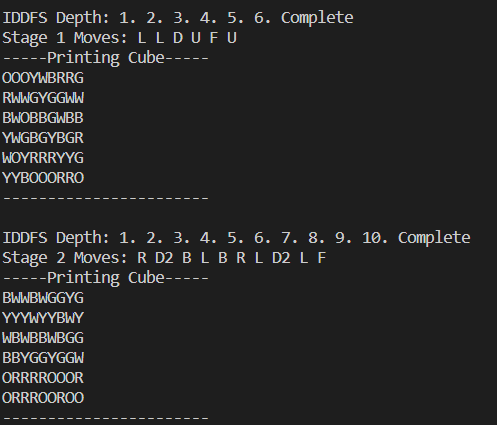 IDDFS Depth: 1. 2. 3. 4. 5. 6. Complete
Stage 1 Moves: L L D U F U
-----Printing Cube-----
OOOYWBRRG
RWWGYGGWW
BWOBBGWBB
YWGBGYBGR
WOYRRRYYG
YYBOOORRO
-----------------------
IDDFS Depth: 1. 2. 3. 4. 5. 6. 7. 8. 9. 10. Complete
Stage 2 Moves: R D2 B L B R L D2 L F
-----Printing Cube-----
BWWBWGGYG
YYYWYYBWY
WBWBBWBGG
BBYGGYGGW
ORRRROOOR
ORRROOROO
-----------------------